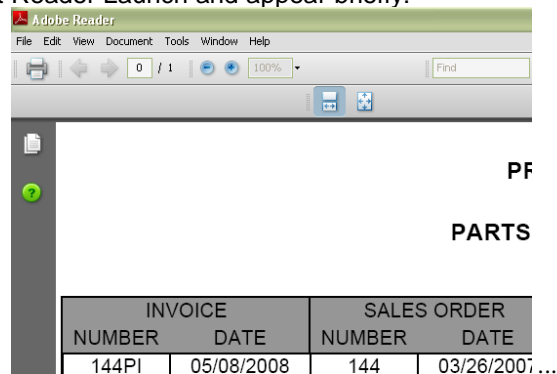 Reader Launch and appear briefly.
Adobe Reader
File Edit View Document Tools Window Help
0 / 1 100% Find
PARTS
INVOICE SALES ORDER
NUMBER DATE NUMBER DATE
144PI 05/08/2008 144 03/26/2007...